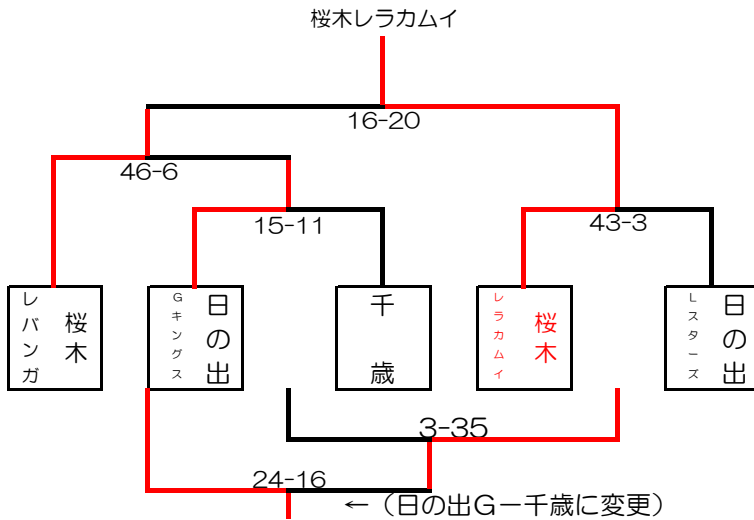 桜木レラカムイ
16-20
46-6
15-11
43-3
桜木
レバンガ
日の出
Gキングス
千歳
桜木
レラカムイ
日の出
Lスターズ
3-35
24-16
←（日の出G－千歳に変更）